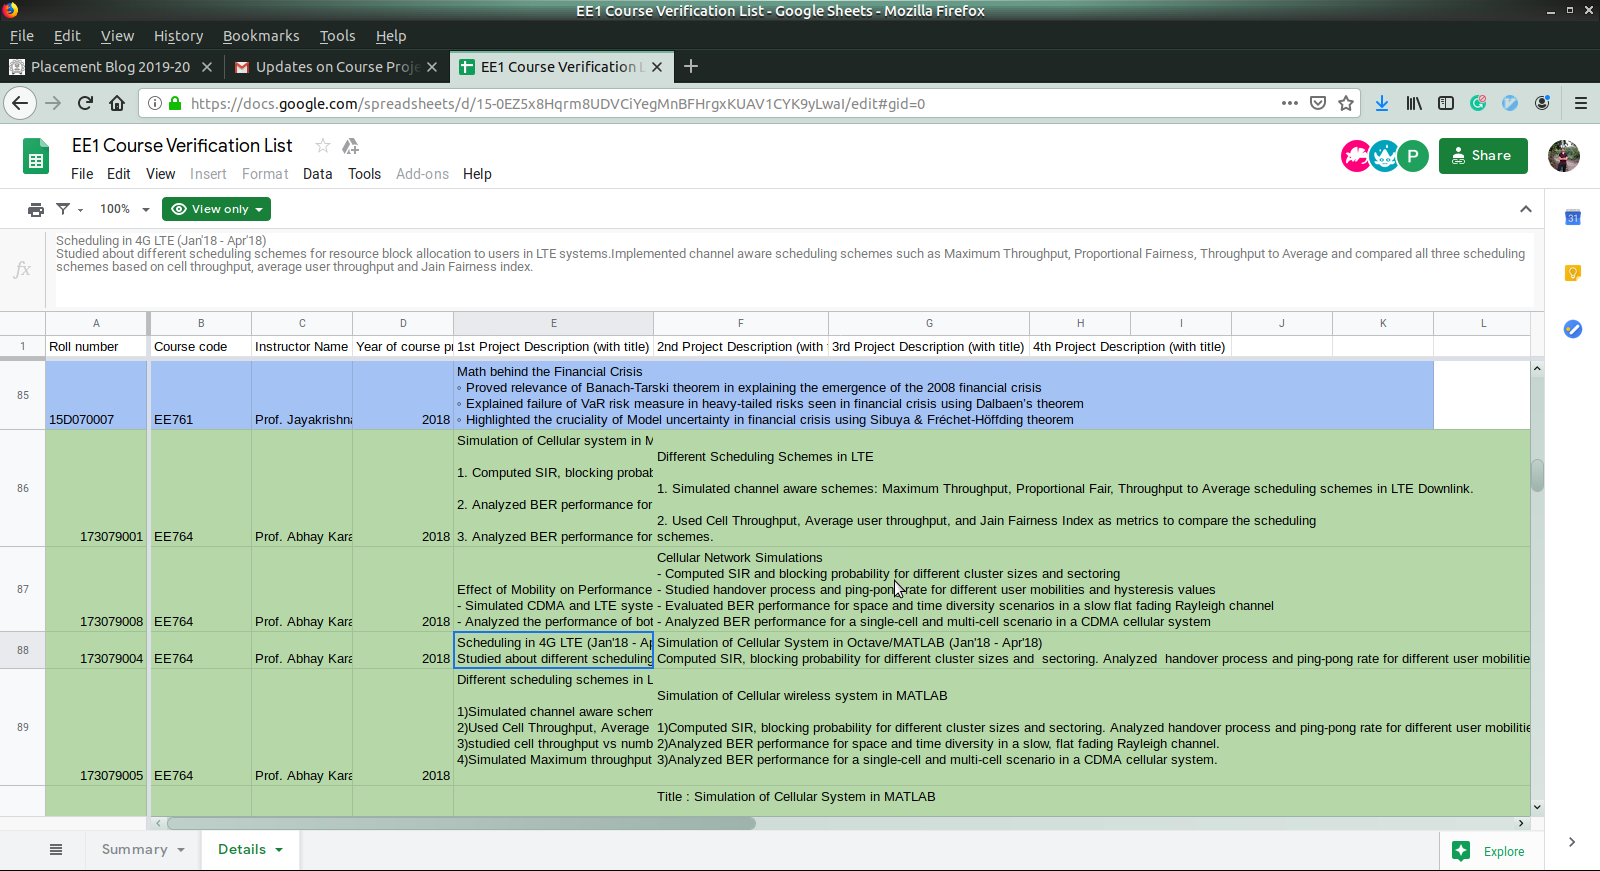 EE1 Course Verification List - Google Sheets - Mozilla Firefox
File Edit View History Bookmarks Tools Help
Placement Blog 2019-20
Updates on Course Proje
EE1 Course Verification L
https://docs.google.com/spreadsheets/d/15-0EZ5x8Hqrm8UDVCiYegMnBFHrgxKUAV1CYK9yLwaI/edit#gid=0
EE1 Course Verification List
P
Share
File Edit View Insert Format Data Tools Add-ons Help
100%
View only
31
fx
Scheduling in 4G LTE (Jan'18 - Apr'18)
Studied about different scheduling schemes for resource block allocation to users in LTE systems.Implemented channel aware scheduling schemes such as Maximum Throughput, Proportional Fairness, Throughput to Average and compared all three scheduling
schemes based on cell throughput, average user throughput and Jain Fairness index.
A B C D E F G H I J K L
1 Roll number Course code Instructor Name Year of course pr 1st Project Description (with title) 2nd Project Description (with 3rd Project Description (with title) 4th Project Description (with title)
Math behind the Financial Crisis
◦ Proved relevance of Banach-Tarski theorem in explaining the emergence of the 2008 financial crisis
◦ Explained failure of VaR risk measure in heavy-tailed risks seen in financial crisis using Dalbaen's theorem
85 15D070007 EE761 Prof. Jayakrishna 2018 ◦ Highlighted the cruciality of Model uncertainty in financial crisis using Sibuya & Fréchet-Höffding theorem
Simulation of Cellular system in M
1. Computed SIR, blocking probab
2. Analyzed BER performance for
86 173079001 EE764 Prof. Abhay Kara 2018 3. Analyzed BER performance for
Different Scheduling Schemes in LTE
1. Simulated channel aware schemes: Maximum Throughput, Proportional Fair, Throughput to Average scheduling schemes in LTE Downlink.
2. Used Cell Throughput, Average user throughput, and Jain Fairness Index as metrics to compare the scheduling
schemes.
Effect of Mobility on Performance
- Simulated CDMA and LTE syste
87 173079008 EE764 Prof. Abhay Kara 2018 - Analyzed the performance of bot
Cellular Network Simulations
- Computed SIR and blocking probability for different cluster sizes and sectoring
- Studied handover process and ping-pong rate for different user mobilities and hysteresis values
- Evaluated BER performance for space and time diversity scenarios in a slow flat fading Rayleigh channel
- Analyzed BER performance for a single-cell and multi-cell scenario in a CDMA cellular system
Scheduling in 4G LTE (Jan'18 - Ap
88 173079004 EE764 Prof. Abhay Kara 2018 Studied about different scheduling
Simulation of Cellular System in Octave/MATLAB (Jan'18 - Apr'18)
Computed SIR, blocking probability for different cluster sizes and sectoring. Analyzed handover process and ping-pong rate for different user mobilitie
Different scheduling schemes in L
1)Simulated channel aware schem
2)Used Cell Throughput, Average
3)studied cell throughput vs numb
4)Simulated Maximum throughput
89 173079005 EE764 Prof. Abhay Kara 2018
Simulation of Cellular wireless system in MATLAB
1)Computed SIR, blocking probability for different cluster sizes and sectoring. Analyzed handover process and ping-pong rate for different user mobilitie
2)Analyzed BER performance for space and time diversity in a slow, flat fading Rayleigh channel.
3)Analyzed BER performance for a single-cell and multi-cell scenario in a CDMA cellular system.
Title : Simulation of Cellular System in MATLAB
Summary
Details
Explore